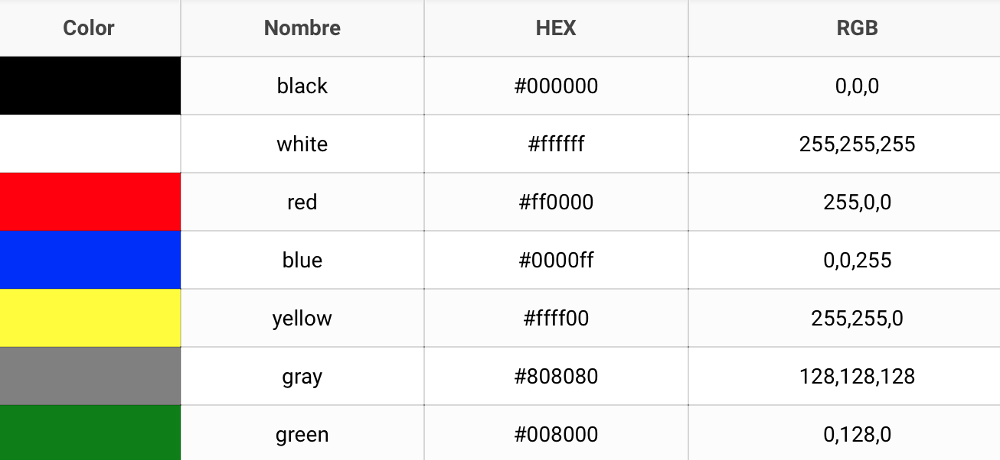 Color Nombre HEX RGB
black #000000 0,0,0
white #ffffff 255,255,255
red #ff0000 255,0,0
blue #0000ff 0,0,255
yellow #ffff00 255,255,0
gray #808080 128,128,128
green #008000 0,128,0